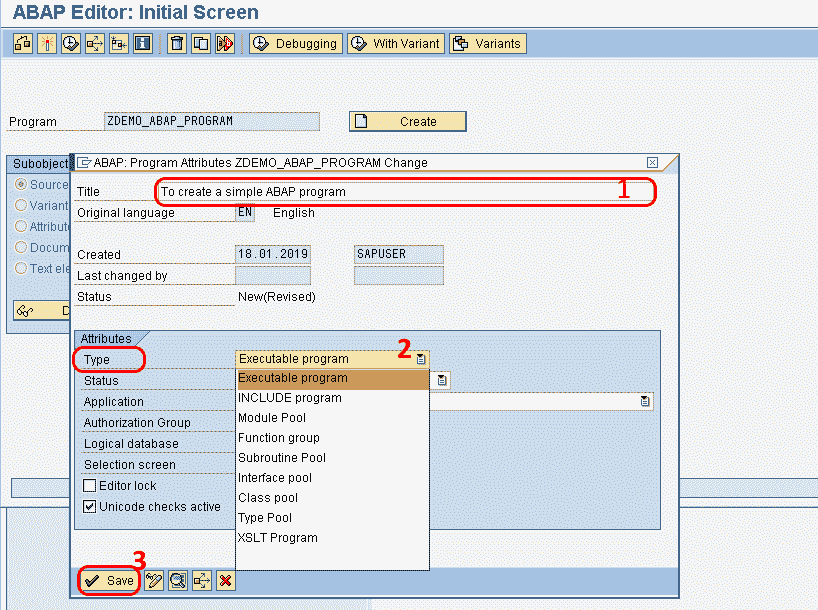 ABAP Editor: Initial Screen
Debugging With Variant Variants
Program ZDEMO_ABAP_PROGRAM Create
Subobject
ABAP: Program Attributes ZDEMO_ABAP_PROGRAM Change
Source
Variant
Attribute
Docum
Text ele
D
Title To create a simple ABAP program 1
Original language EN English
Created 18.01.2019 SAPUSER
Last changed by
Status New(Revised)
Attributes
Type Executable program 2
Status
Application
Authorization Group
Logical database
Selection screen
Editor lock
Unicode checks active
Executable program
INCLUDE program
Module Pool
Function group
Subroutine Pool
Interface pool
Class pool
Type Pool
XSLT Program
3
Save